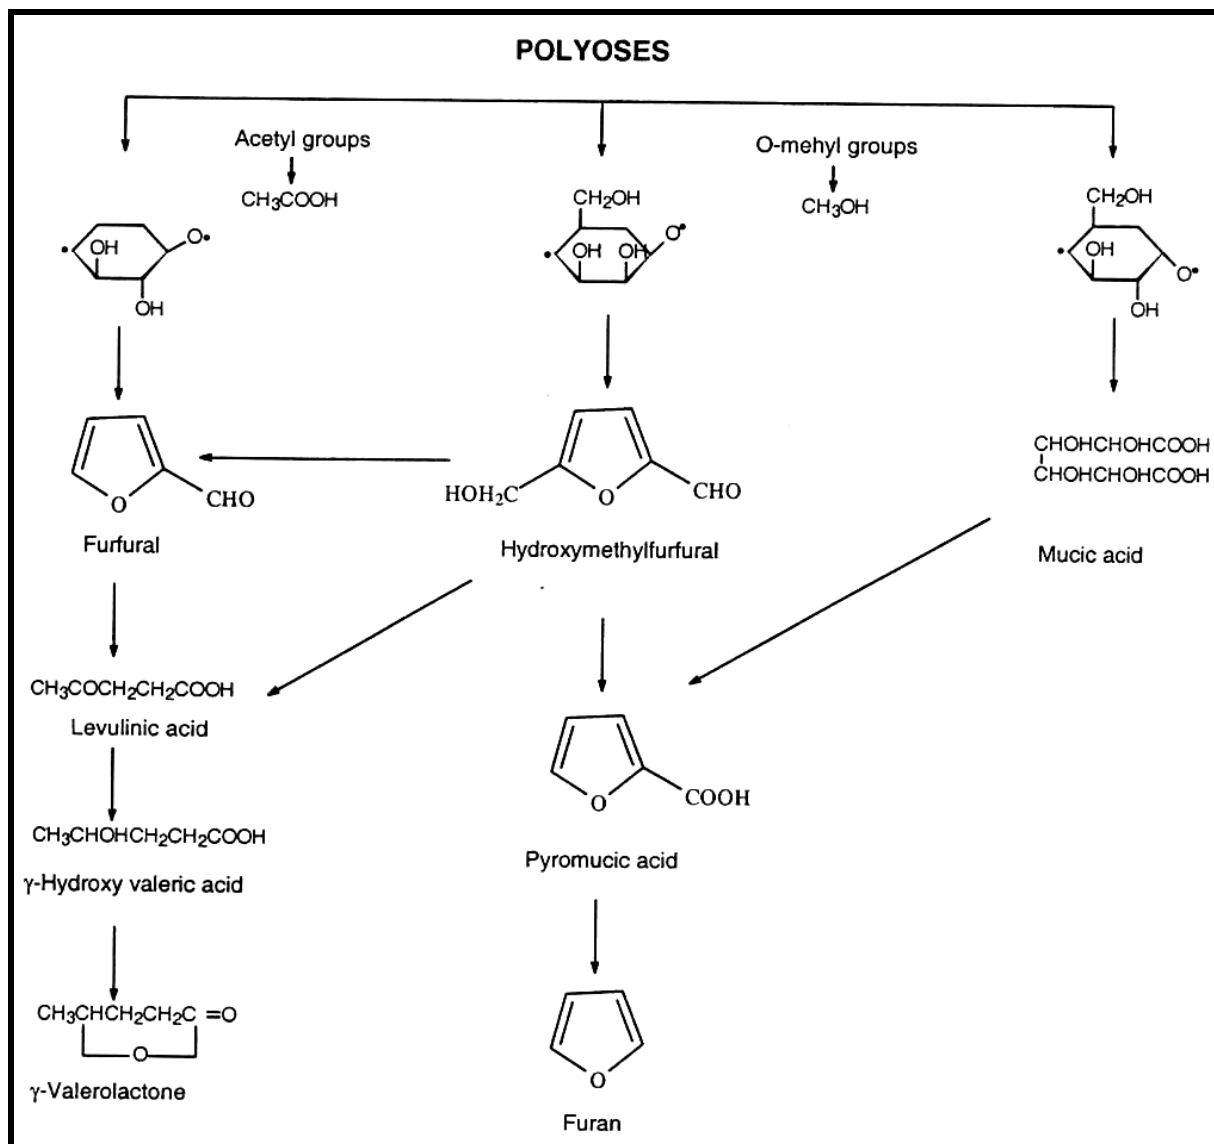 POLYOSES
Acetyl groups
CH₃COOH
O-mehyl groups
CH₃OH
OH
O•
OH
CH₂OH
OH
OH
O•
CH₂OH
OH
O•
OH
O
CHO
Furfural
HOH₂C
O
CHO
Hydroxymethylfurfural
CHOHCHOHCOOH
CHOHCHOHCOOH
Mucic acid
CH₃COCH₂CH₂COOH
Levulinic acid
O
COOH
Pyromucic acid
CH₃CHOHCH₂CH₂COOH
γ-Hydroxy valeric acid
CH₃CHCH₂CH₂C =O
O
γ-Valerolactone
O
Furan